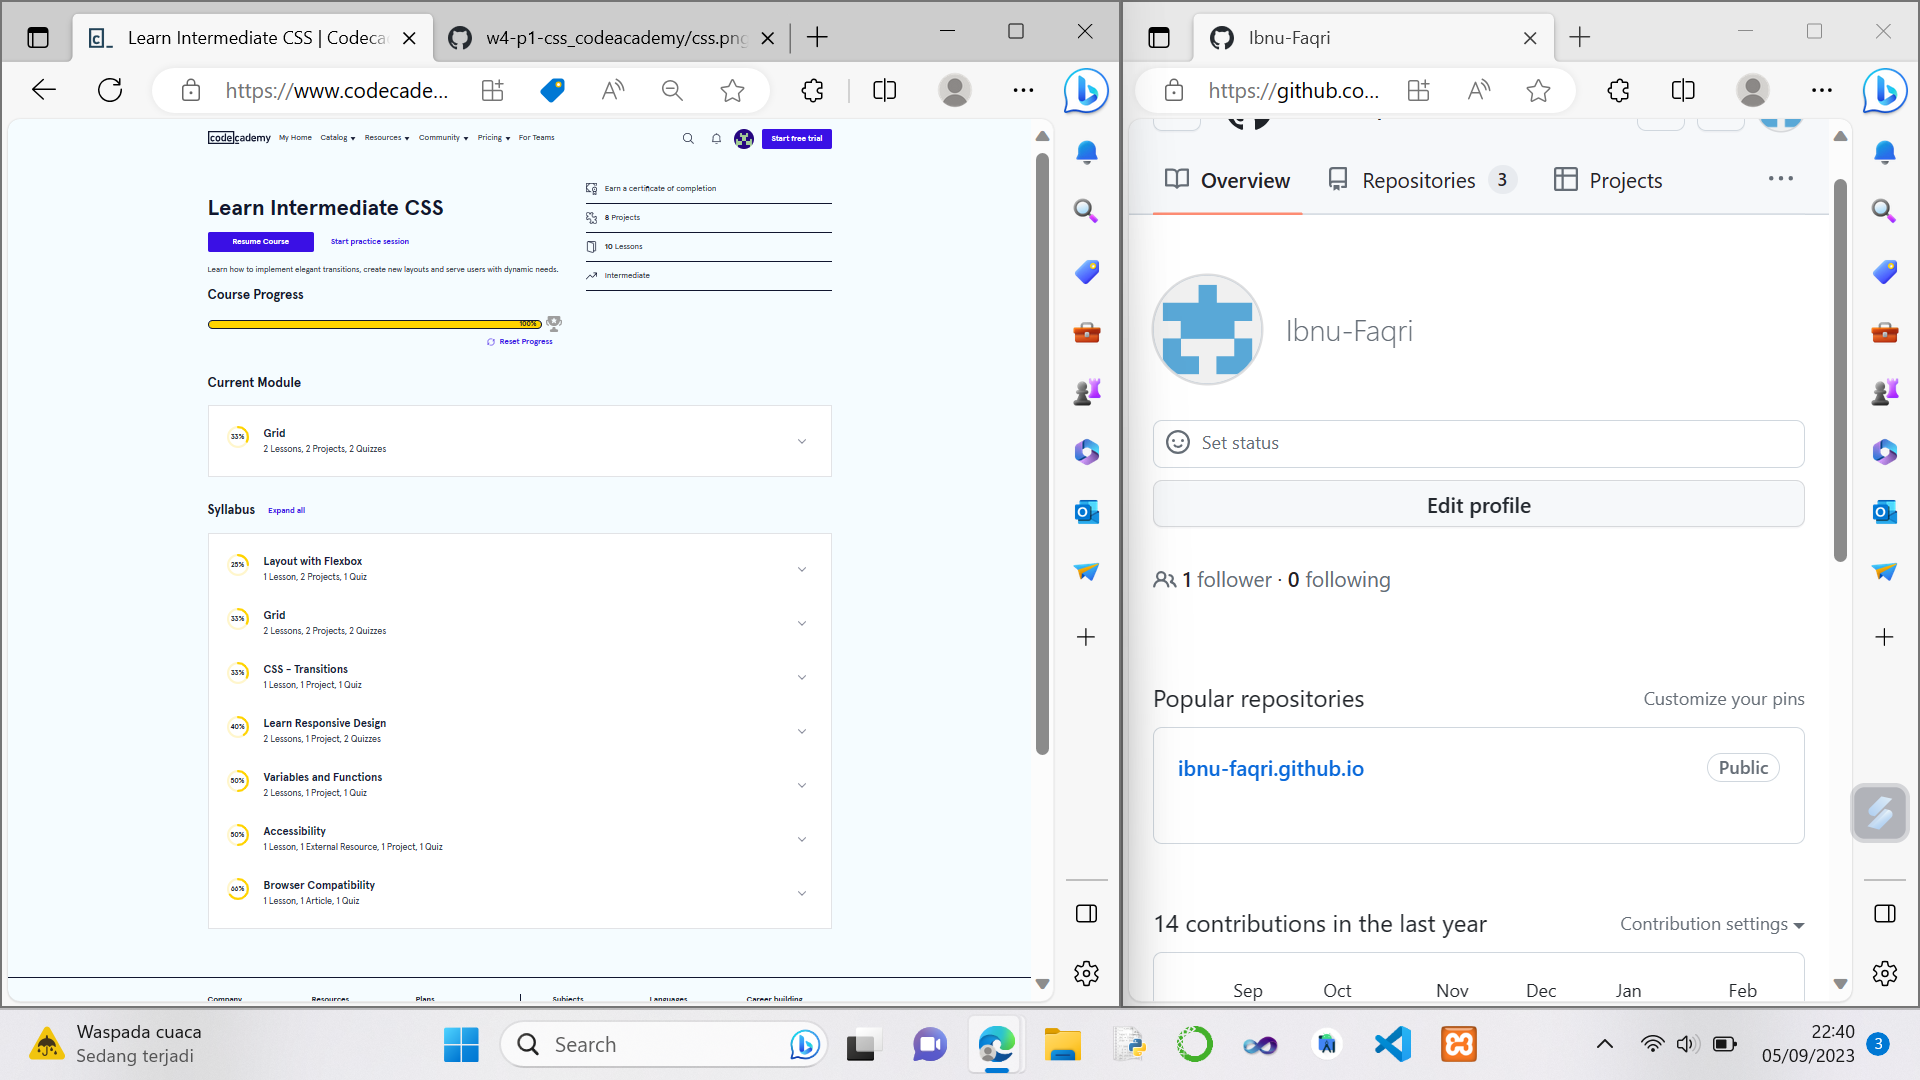 Learn Intermediate CSS | Codeca
w4-p1-css_codeacademy/css.png
https://www.codecade...
codecademy
My Home
Catalog
Resources
Community
Pricing
For Teams
Start free trial
Learn Intermediate CSS
Resume Course
Start practice session
Learn how to implement elegant transitions, create new layouts and serve users with dynamic needs.
Earn a certificate of completion
8 Projects
10 Lessons
Intermediate
Course Progress
100%
Reset Progress
Current Module
33%
Grid
2 Lessons, 2 Projects, 2 Quizzes
Syllabus
Expand all
25%
Layout with Flexbox
1 Lesson, 2 Projects, 1 Quiz
33%
Grid
2 Lessons, 2 Projects, 2 Quizzes
33%
CSS - Transitions
1 Lesson, 1 Project, 1 Quiz
40%
Learn Responsive Design
2 Lessons, 1 Project, 2 Quizzes
50%
Variables and Functions
2 Lessons, 1 Project, 1 Quiz
50%
Accessibility
1 Lesson, 1 External Resource, 1 Project, 1 Quiz
66%
Browser Compatibility
1 Lesson, 1 Article, 1 Quiz
Company
Resources
Plans
Subjects
Languages
Career building
Ibnu-Faqri
https://github.co...
Overview
Repositories 3
Projects
Ibnu-Faqri
Set status
Edit profile
1 follower · 0 following
Popular repositories
Customize your pins
ibnu-faqri.github.io
Public
14 contributions in the last year
Contribution settings
Sep
Oct
Nov
Dec
Jan
Feb
Waspada cuaca
Sedang terjadi
Search
22:40
05/09/2023
3